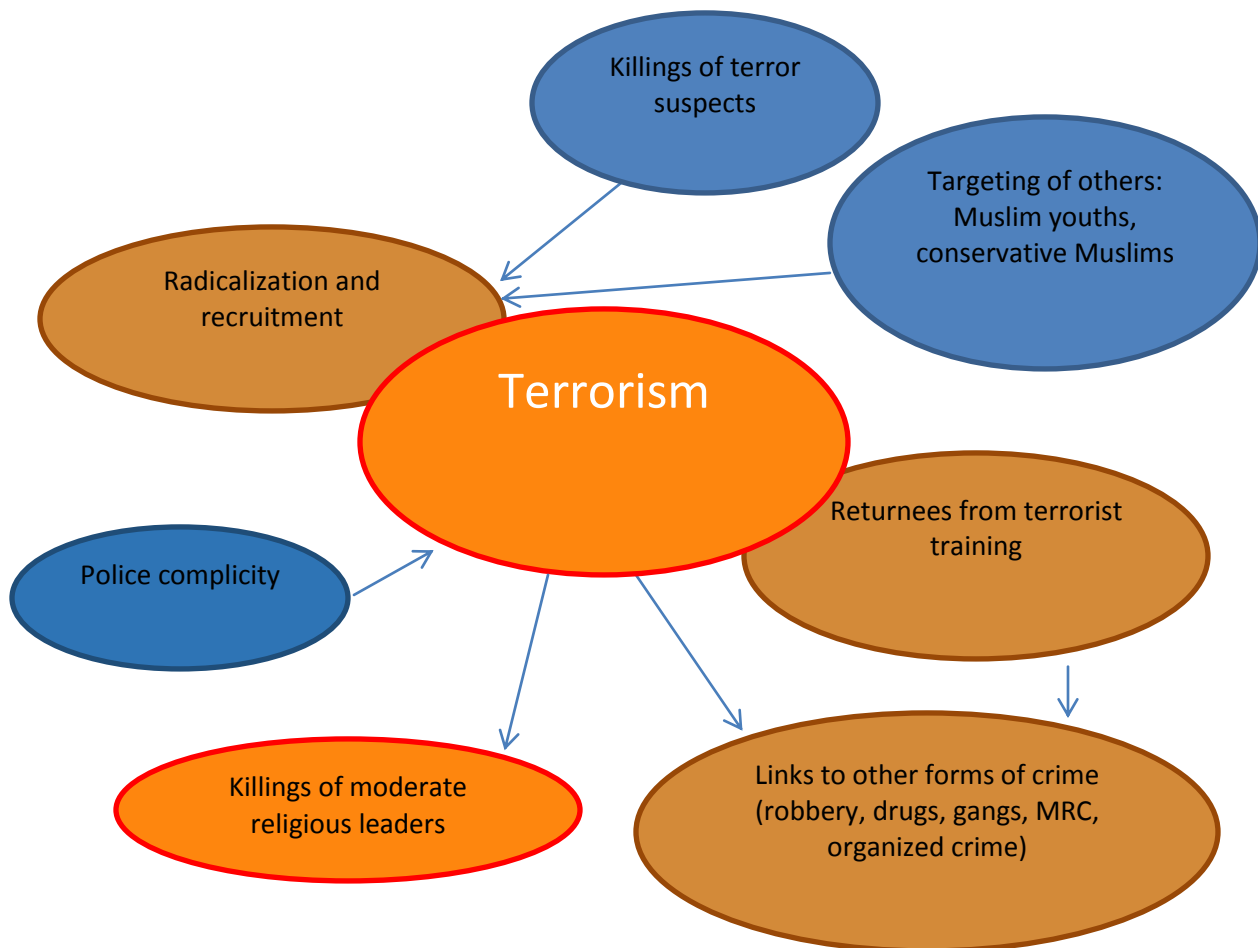 Killings of terror
suspects
Targeting of others:
Muslim youths,
conservative Muslims
Radicalization and
recruitment
Terrorism
Returnees from terrorist
training
Police complicity
Killings of moderate
religious leaders
Links to other forms of crime
(robbery, drugs, gangs, MRC,
organized crime)